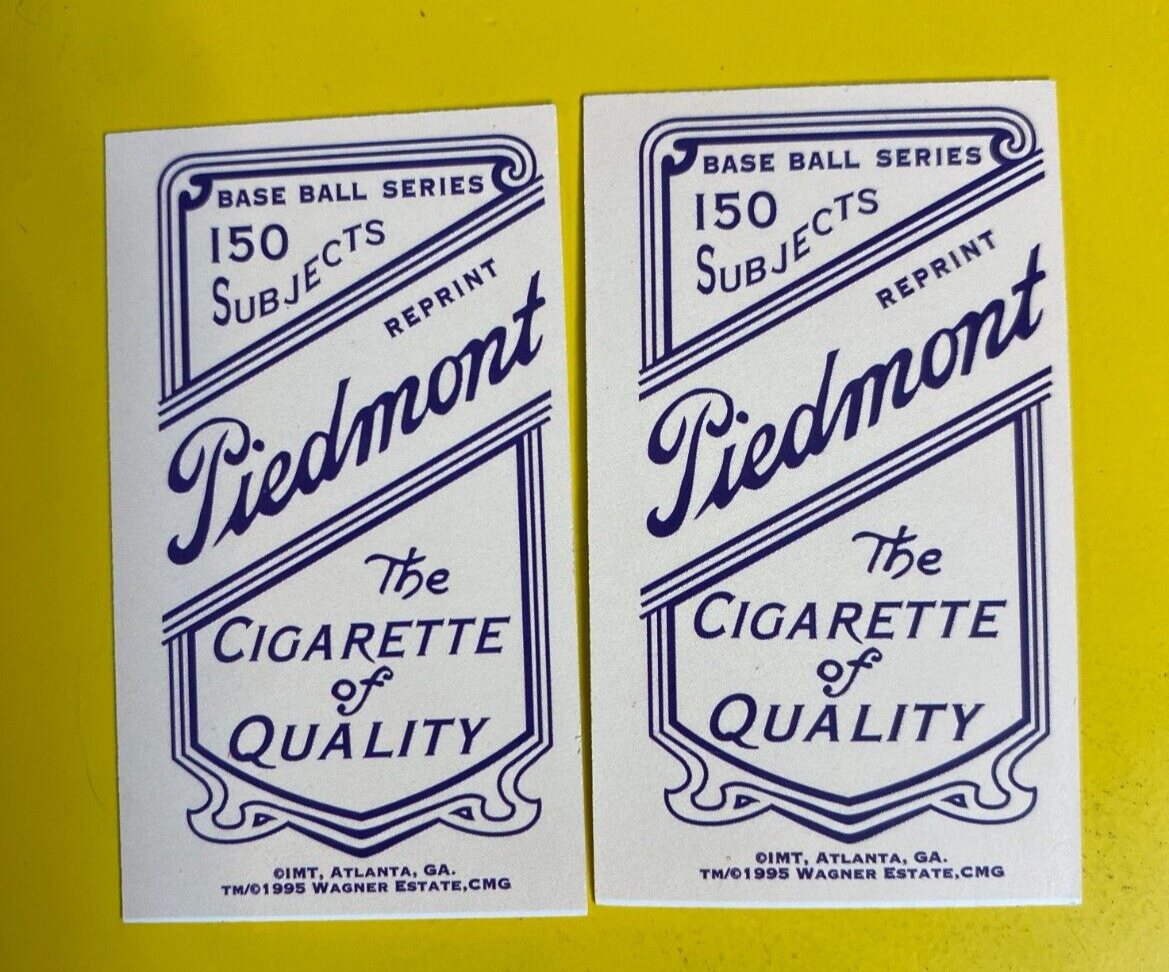 BASE BALL SERIES
150
SUBJECTS
REPRINT
Piedmont
The
CIGARETTE
of
QUALITY
©IMT, ATLANTA, GA.
TM/©1995 WAGNER ESTATE,CMG
BASE BALL SERIES
150
SUBJECTS
REPRINT
Piedmont
The
CIGARETTE
of
QUALITY
©IMT, ATLANTA, GA.
TM/©1995 WAGNER ESTATE,CMG